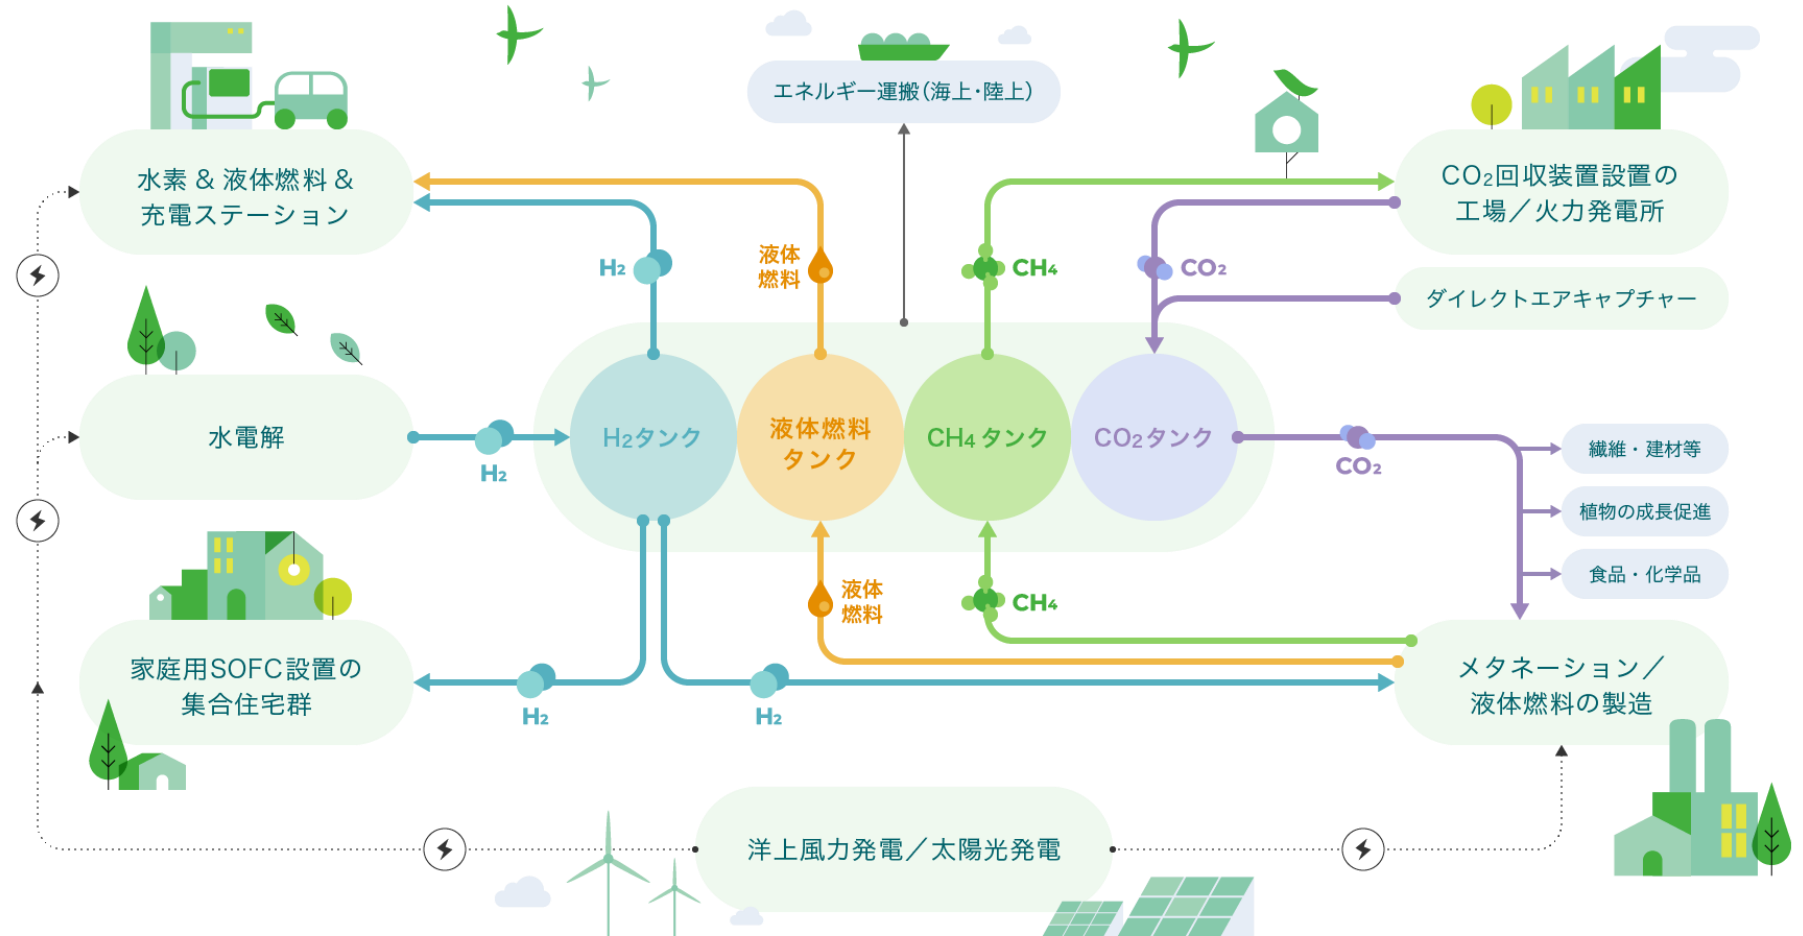 エネルギー運搬(海上・陸上)
水素 & 液体燃料 &
充電ステーション
CO₂回収装置設置の
工場／火力発電所
H₂
液体
燃料
CH₄
CO₂
ダイレクトエアキャプチャー
水電解
H₂
H₂タンク
液体燃料
タンク
CH₄ タンク
CO₂タンク
CO₂
繊維・建材等
植物の成長促進
食品・化学品
液体
燃料
CH₄
家庭用SOFC設置の
集合住宅群
H₂
H₂
メタネーション／
液体燃料の製造
洋上風力発電／太陽光発電